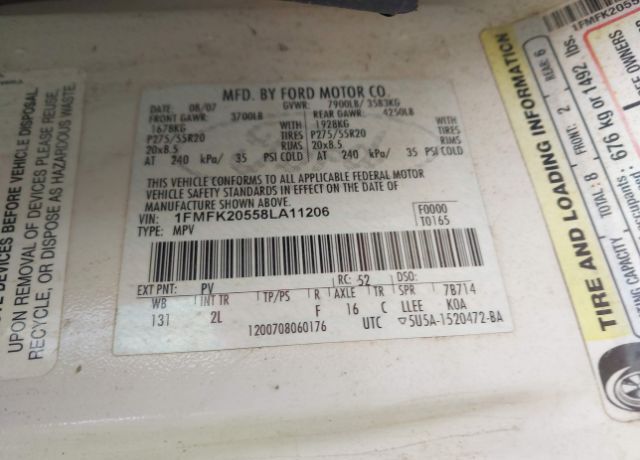 E DEVICES BEFORE VEHICLE DISPOSAL
UPON REMOVAL OF DEVICES PLEASE REUSE,
RECYCLE, OR DISPOSE AS HAZARDOUS WASTE.
MFD. BY FORD MOTOR CO.
DATE: 08/07 GVWR: 7900LB/ 3583KG
FRONT GAWR: 3700LB REAR GAWR: 4250LB
1678KG WITH 1928KG WITH
P275/55R20 TIRES P275/55R20 TIRES
20x8.5 RIMS 20x8.5 RIMS
AT 240 kPa/ 35 PSI COLD AT 240 kPa/ 35 PSI COLD
THIS VEHICLE CONFORMS TO ALL APPLICABLE FEDERAL MOTOR
VEHICLE SAFETY STANDARDS IN EFFECT ON THE DATE OF
MANUFACTURE SHOWN ABOVE.
VIN: 1FMFK20558LA11206 F0000
TYPE: MPV T0165
EXT PNT: PV RC: 52 DSO:
WB INT TR TP/PS R AXLE TR SPR 7B714
131 2L F 16 C LLEE KOA
1200708060176 UTC ▽5U5A-1520472-BA
TIRE AND LOADING INFORMATION
TING CAPACITY TOTAL: 8 FRONT: 2 REAR: 6
676 kg or 1492 lbs.
1FMFK
OWNERS